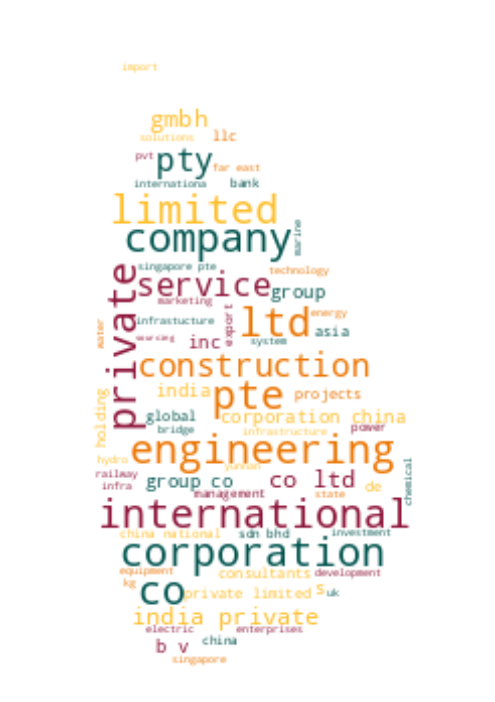 import
gmbh
solutions llc
pvt pty far east
internationa bank
limited
company marine
singapore pte technology
private service group
marketing
water infrastucture export ltd energy
sourcing inc system asia
construction
holding india pte projects
global corporation china
bridge infrastructure power
engineering
hydro yunnan
railway group co co ltd chemical
infra management state de
international
china national sdn bhd investment
corporation
equipment consultants development
kg co private limited s uk
india private
electric enterprises
b v china
singapore